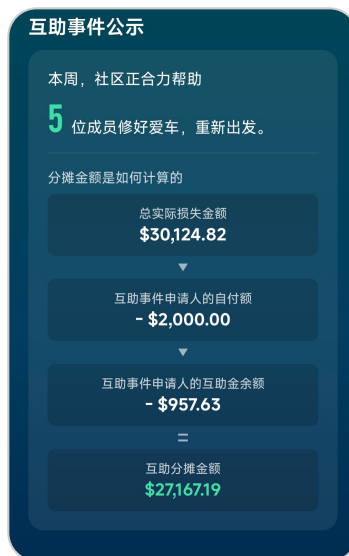 互助事件公示
本周，社区正合力帮助
5 位成员修好爱车，重新出发。
分摊金额是如何计算的
总实际损失金额
$30,124.82
互助事件申请人的自付额
- $2,000.00
互助事件申请人的互助金余额
- $957.63
=
互助分摊金额
$27,167.19